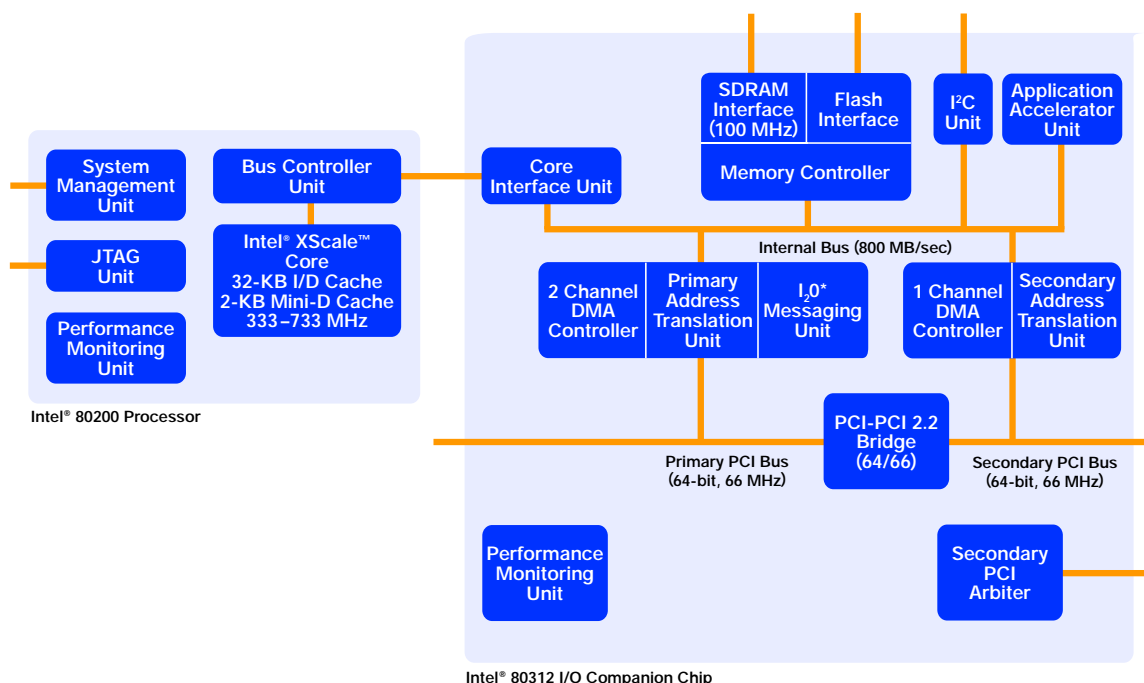 System
Management
Unit
JTAG
Unit
Performance
Monitoring
Unit
Bus Controller
Unit
Intel® XScale™
Core
32-KB I/D Cache
2-KB Mini-D Cache
333–733 MHz
Intel® 80200 Processor
Core
Interface Unit
SDRAM
Interface
(100 MHz)
Flash
Interface
Memory Controller
I²C
Unit
Application
Accelerator
Unit
Internal Bus (800 MB/sec)
2 Channel
DMA
Controller
Primary
Address
Translation
Unit
I₂0*
Messaging
Unit
1 Channel
DMA
Controller
Secondary
Address
Translation
Unit
PCI-PCI 2.2
Bridge
(64/66)
Primary PCI Bus
(64-bit, 66 MHz)
Secondary PCI Bus
(64-bit, 66 MHz)
Performance
Monitoring
Unit
Secondary
PCI
Arbiter
Intel® 80312 I/O Companion Chip